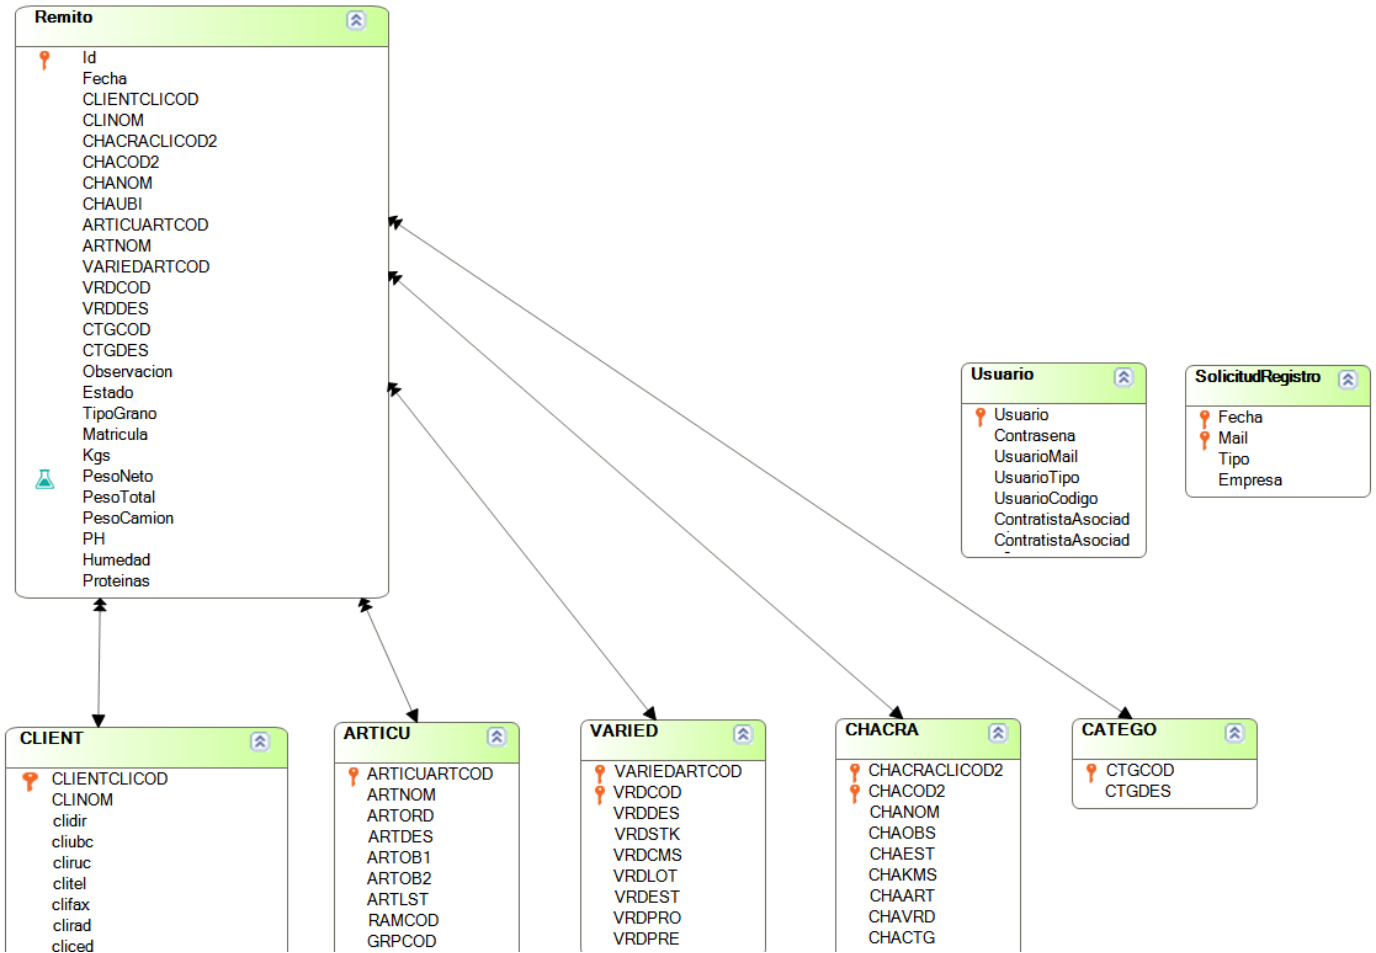 Remito
Id
Fecha
CLIENTCLICOD
CLINOM
CHACRACLICOD2
CHACOD2
CHANOM
CHAUBI
ARTICUARTCOD
ARTNOM
VARIEDARTCOD
VRDCOD
VRDDES
CTGCOD
CTGDES
Observacion
Estado
TipoGrano
Matricula
Kgs
PesoNeto
PesoTotal
PesoCamion
PH
Humedad
Proteinas
Usuario
Usuario
Contrasena
UsuarioMail
UsuarioTipo
UsuarioCodigo
ContratistaAsociad
ContratistaAsociad
SolicitudRegistro
Fecha
Mail
Tipo
Empresa
CLIENT
CLIENTCLICOD
CLINOM
clidir
cliubc
cliruc
clitel
clifax
clirad
cliced
ARTICU
ARTICUARTCOD
ARTNOM
ARTORD
ARTDES
ARTOB1
ARTOB2
ARTLST
RAMCOD
GRPCOD
VARIED
VARIEDARTCOD
VRDCOD
VRDDES
VRDSTK
VRDCMS
VRDLOT
VRDEST
VRDPRO
VRDPRE
CHACRA
CHACRACLICOD2
CHACOD2
CHANOM
CHAOBS
CHAEST
CHAKMS
CHAART
CHAVRD
CHACTG
CATEGO
CTGCOD
CTGDES